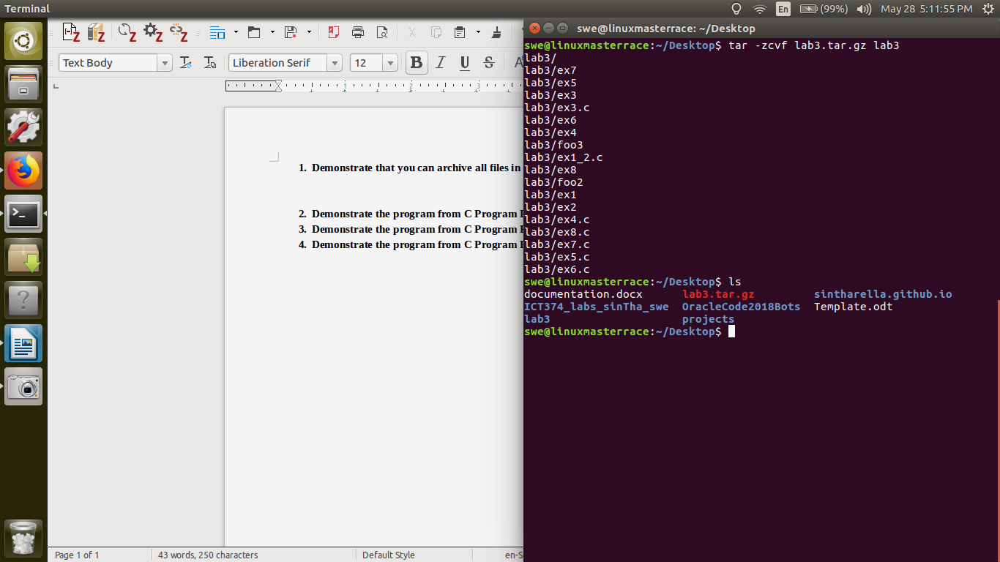 Terminal
En
(99%)
May 28 5:11:55 PM
Text Body
Liberation Serif
12
B
I
U
S
1
2
3
1. Demonstrate that you can archive all files in
2. Demonstrate the program from C Program
3. Demonstrate the program from C Program
4. Demonstrate the program from C Program
Page 1 of 1
43 words, 250 characters
Default Style
swe@linuxmasterrace: ~/Desktop
swe@linuxmasterrace:~/Desktop$ tar -zcvf lab3.tar.gz lab3
lab3/
lab3/ex7
lab3/ex5
lab3/ex3
lab3/ex3.c
lab3/ex6
lab3/ex4
lab3/foo3
lab3/ex1_2.c
lab3/ex8
lab3/foo2
lab3/ex1
lab3/ex2
lab3/ex4.c
lab3/ex8.c
lab3/ex7.c
lab3/ex5.c
lab3/ex6.c
swe@linuxmasterrace:~/Desktop$ ls
documentation.docx lab3.tar.gz sintharella.github.io
ICT374_labs_sinTha_swe OracleCode2018Bots Template.odt
lab3 projects
swe@linuxmasterrace:~/Desktop$